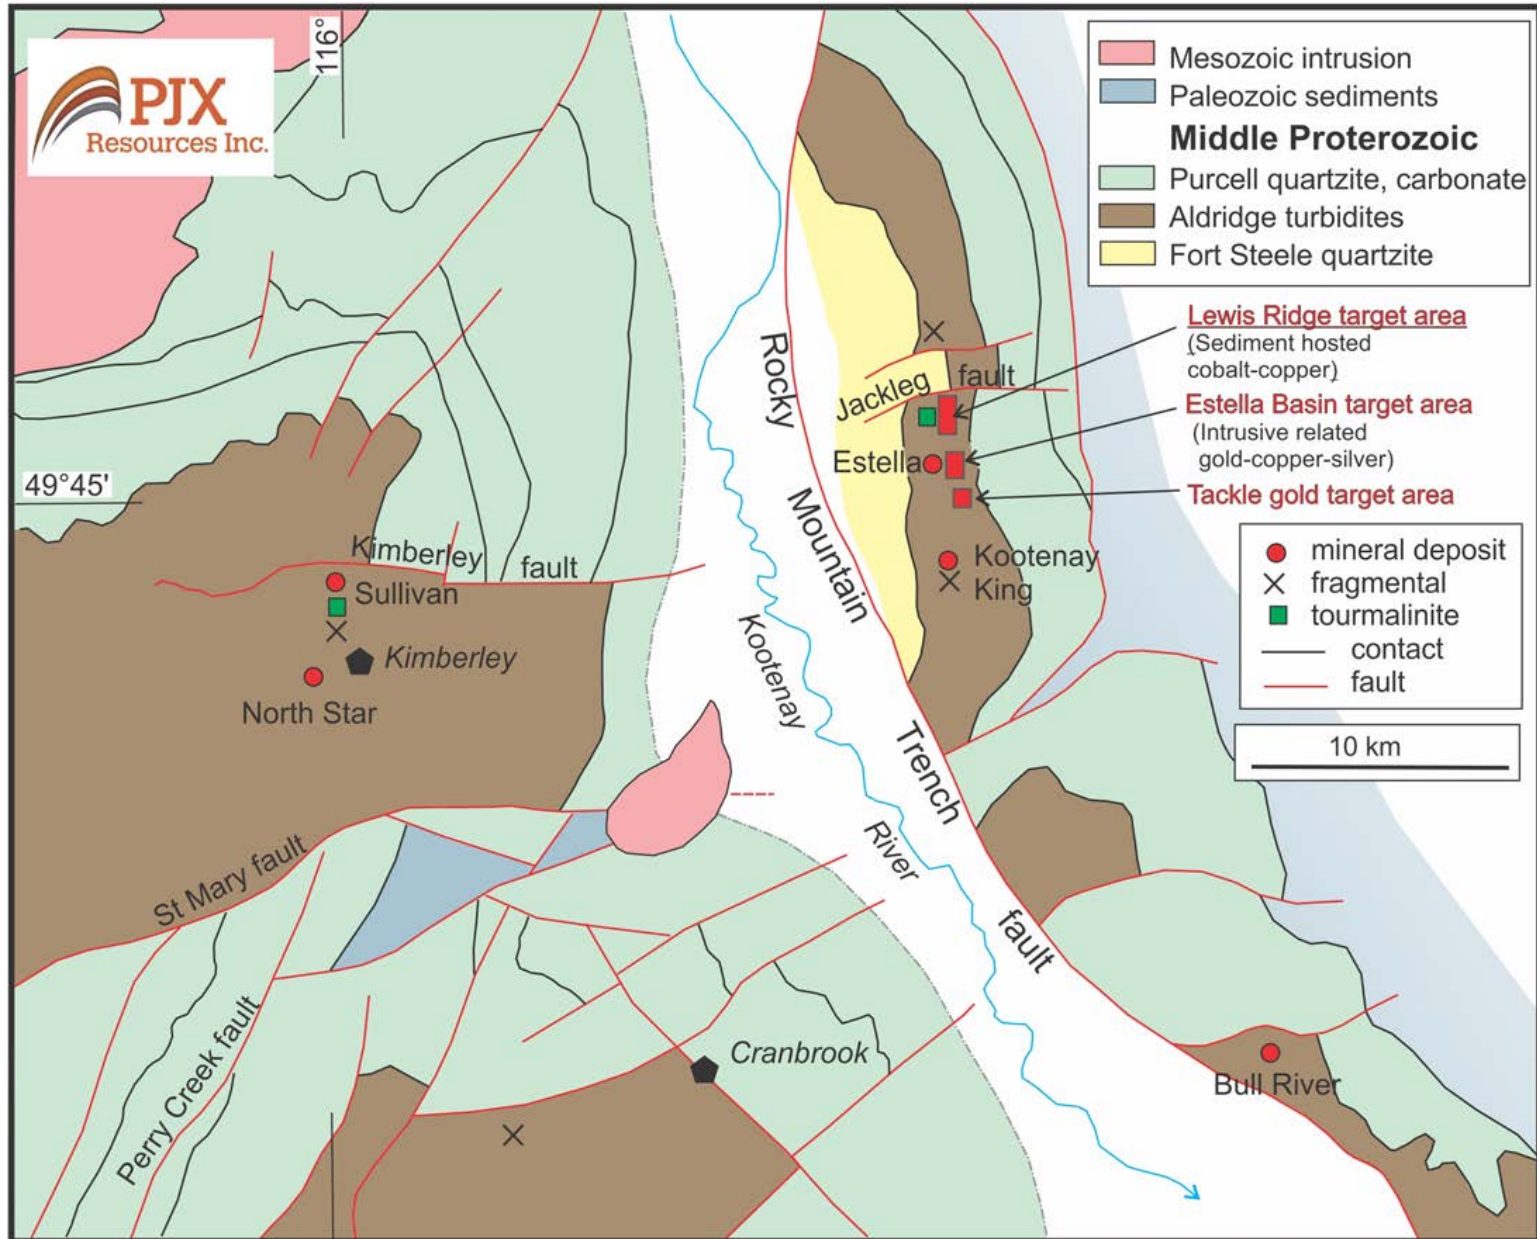 116°
PJX
Resources Inc.
Mesozoic intrusion
Paleozoic sediments
Middle Proterozoic
Purcell quartzite, carbonate
Aldridge turbidites
Fort Steele quartzite
Lewis Ridge target area
(Sediment hosted
cobalt-copper)
Estella Basin target area
(Intrusive related
gold-copper-silver)
Tackle gold target area
Rocky
Mountain
Trench
fault
Jackleg
fault
Estella
Kootenay
King
49°45'
Kimberley
fault
Sullivan
Kimberley
North Star
Kootenay
River
mineral deposit
fragmental
tourmalinite
contact
fault
10 km
St Mary fault
Perry Creek fault
Cranbrook
Bull River